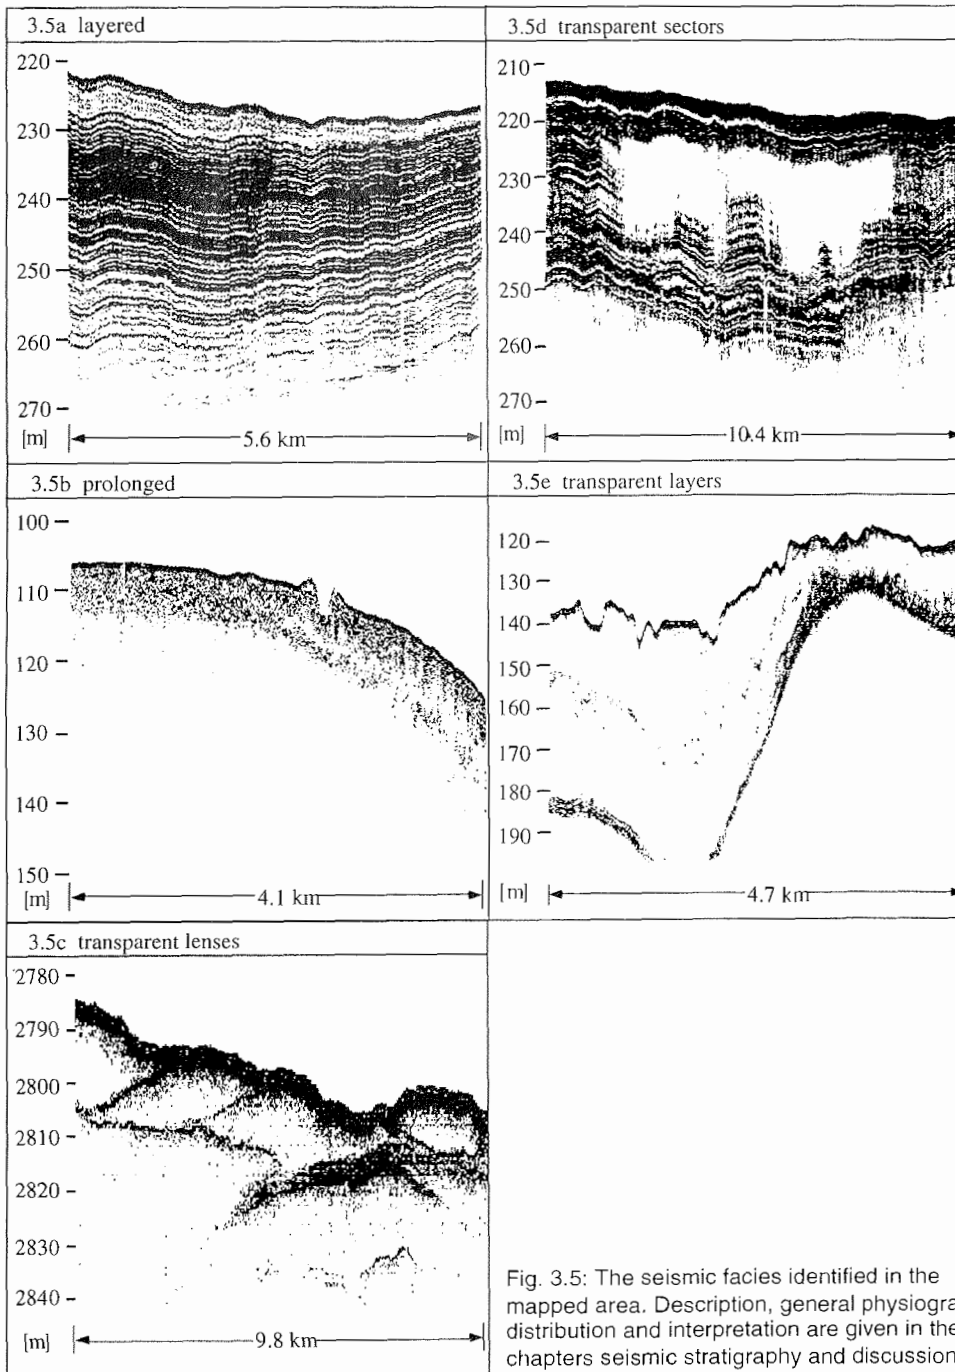 3.5a layered
220
230
240
250
260
270
[m]
5.6 km
3.5d transparent sectors
210
220
230
240
250
260
270
[m]
10.4 km
3.5b prolonged
100
110
120
130
140
150
[m]
4.1 km
3.5e transparent layers
120
130
140
150
160
170
180
190
[m]
4.7 km
3.5c transparent lenses
2780
2790
2800
2810
2820
2830
2840
[m]
9.8 km
Fig. 3.5: The seismic facies identified in the
mapped area. Description, general physiogra
distribution and interpretation are given in the
chapters seismic stratigraphy and discussion